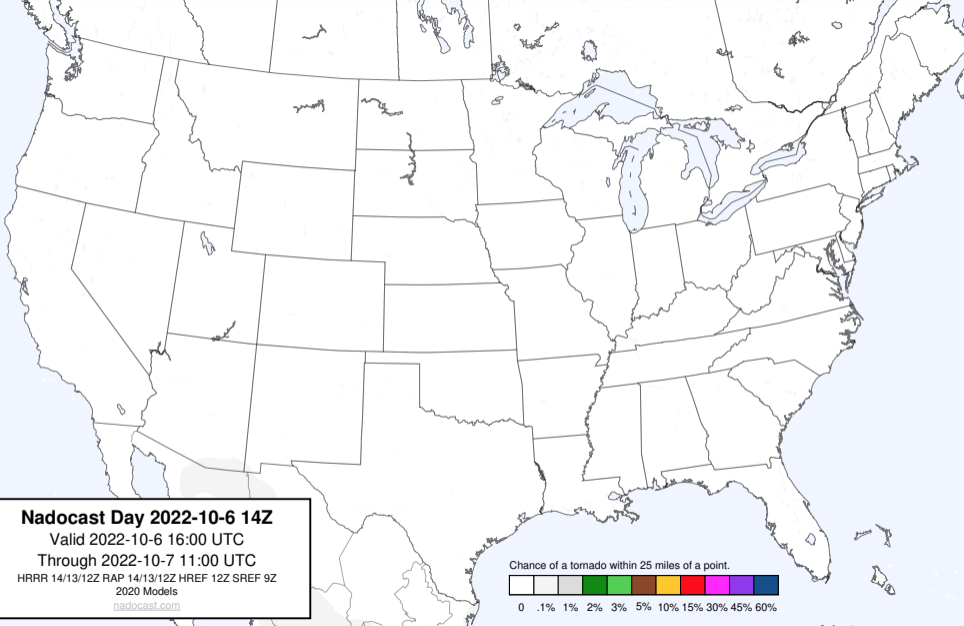 Nadocast Day 2022-10-6 14Z
Valid 2022-10-6 16:00 UTC
Through 2022-10-7 11:00 UTC
HRRR 14/13/12Z RAP 14/13/12Z HREF 12Z SREF 9Z
2020 Models
nadocast.com
Chance of a tornado within 25 miles of a point.
0 .1% 1% 2% 3% 5% 10% 15% 30% 45% 60%